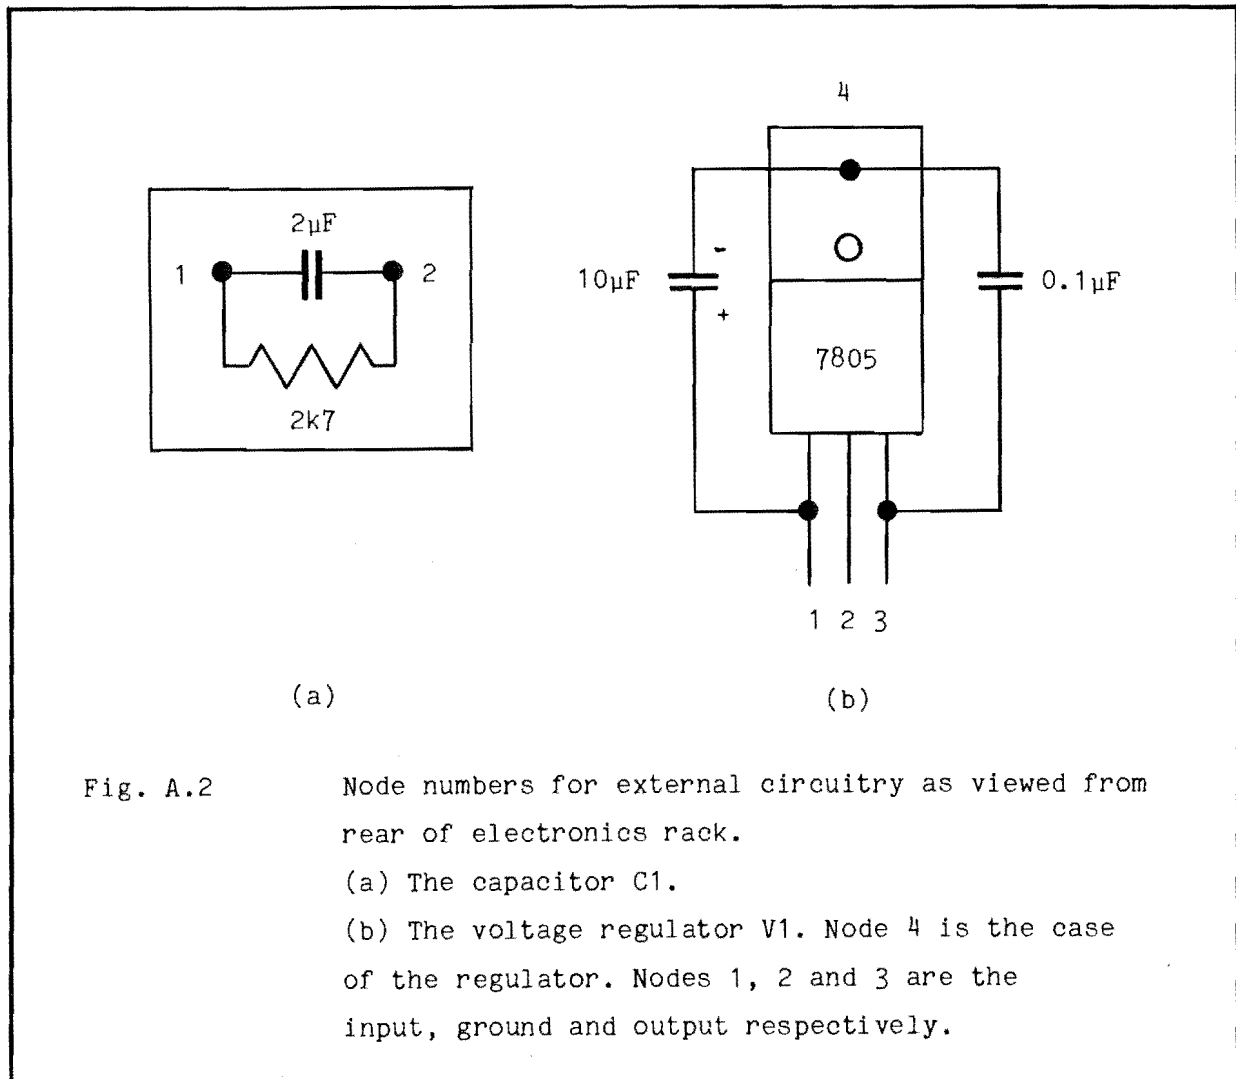 4
2µF
1
2
2k7
10µF
-
+
0.1µF
7805
1 2 3
(a)
(b)
Fig. A.2 Node numbers for external circuitry as viewed from
rear of electronics rack.
(a) The capacitor C1.
(b) The voltage regulator V1. Node 4 is the case
of the regulator. Nodes 1, 2 and 3 are the
input, ground and output respectively.